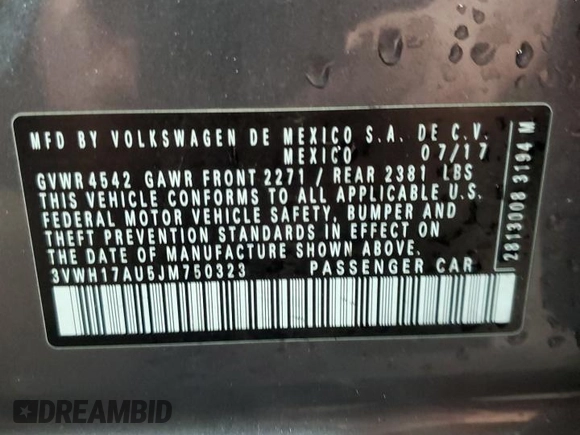 MFD BY VOLKSWAGEN DE MEXICO S.A. DE C.V.
MEXICO 07/17
GVWR4542 GAWR FRONT 2271 / REAR 2381 LBS
THIS VEHICLE CONFORMS TO ALL APPLICABLE U.S.
FEDERAL MOTOR VEHICLE SAFETY, BUMPER AND
THEFT PREVENTION STANDARDS IN EFFECT ON
THE DATE OF MANUFACTURE SHOWN ABOVE.
3VWH17AU5JM750323 PASSENGER CAR
2813008 3194 M
DREAMBID